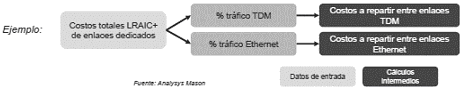 Ejemplo:
Costos totales LRAIC+
de enlaces dedicados
% tráfico TDM
Costos a repartir entre enlaces
TDM
% tráfico Ethernet
Costos a repartir entre enlaces
Ethernet
Fuente: Analysys Mason
Datos de entrada
Cálculos
intermedios